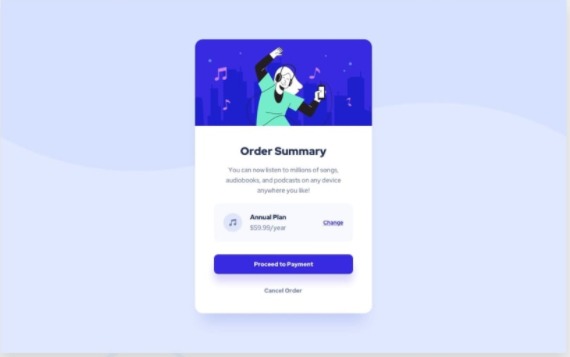 Order Summary
You can now listen to millions of songs,
audiobooks, and podcasts on any device
anywhere you like!
Annual Plan
$59.99/year
Change
Proceed to Payment
Cancel Order